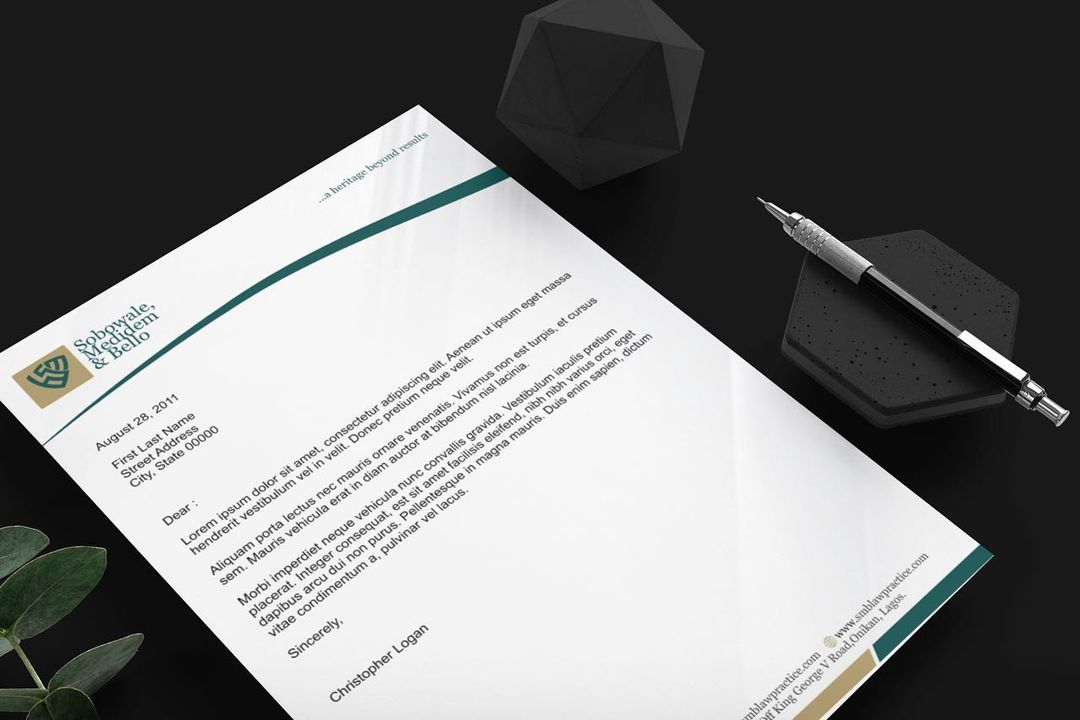 ...a heritage beyond results
Sobowale,
Medidem
& Bello
August 28, 2011
First Last Name
Street Address
City, State 00000
Dear :
Lorem ipsum dolor sit amet, consectetur adipiscing elit. Aenean ut ipsum eget massa
hendrerit vestibulum vel in velit. Donec pretium neque velit.
Aliquam porta lectus nec mauris ornare venenatis. Vivamus non est turpis, et cursus
sem. Mauris vehicula erat in diam auctor at bibendum nisl lacinia.
Morbi imperdiet neque vehicula nunc convallis gravida. Vestibulum iaculis pretium
placerat. Integer consequat, est sit amet facilisis eleifend, nibh nibh varius orci, eget
dapibus arcu dui non purus. Pellentesque in magna mauris. Duis enim sapien, dictum
vitae condimentum a, pulvinar vel lacus.
Sincerely,
Christopher Logan
www.smblawpractice.com
King George V Road,Onikan, Lagos.